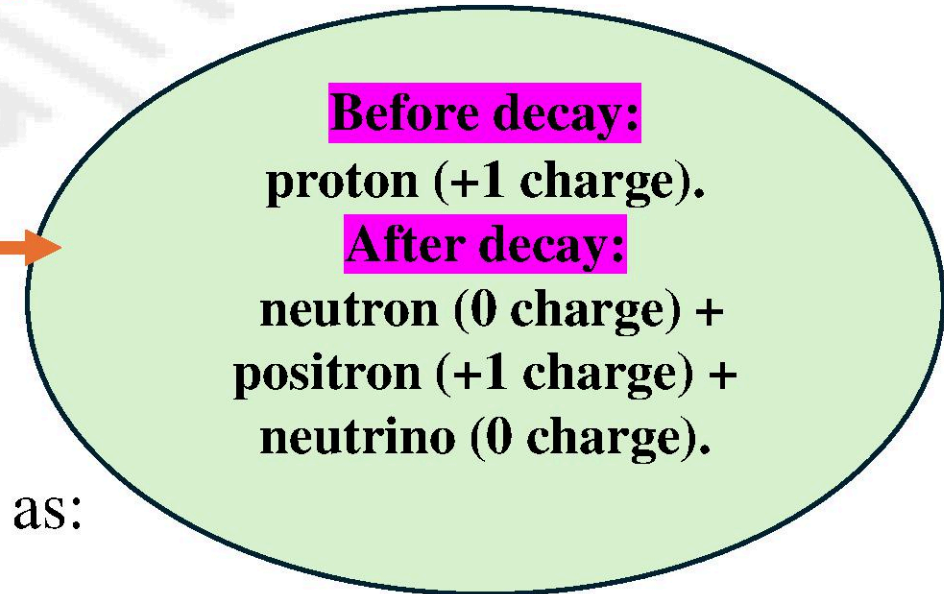 Before decay:
proton (+1 charge).
After decay:
neutron (0 charge) +
positron (+1 charge) +
neutrino (0 charge).
as: